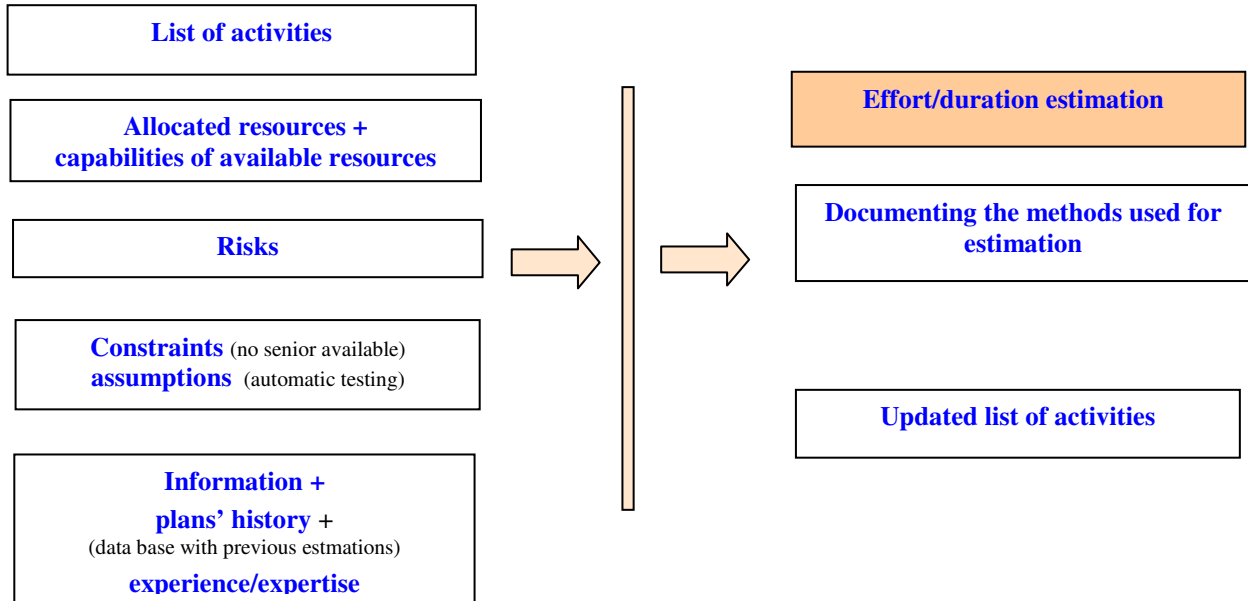 List of activities
Allocated resources +
capabilities of available resources
Risks
Constraints (no senior available)
assumptions (automatic testing)
Information +
plans’ history +
(data base with previous estmations)
experience/expertise
Effort/duration estimation
Documenting the methods used for
estimation
Updated list of activities